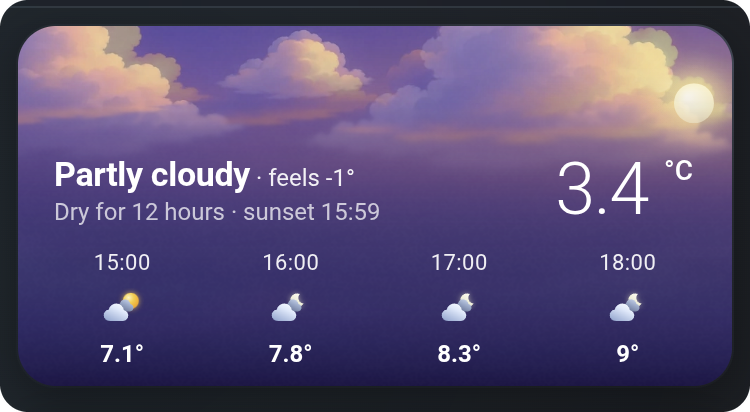 Partly cloudy · feels -1°
3.4 °C
Dry for 12 hours · sunset 15:59
15:00 16:00 17:00 18:00
7.1° 7.8° 8.3° 9°